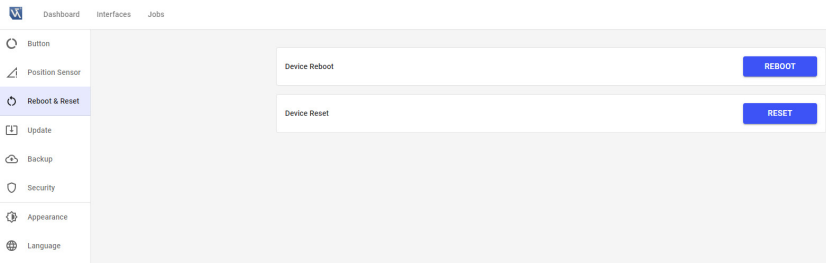 Dashboard Interfaces Jobs
Button
Position Sensor
Reboot & Reset
Update
Backup
Security
Appearance
Language
Device Reboot REBOOT
Device Reset RESET